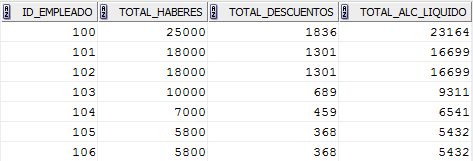 ID_EMPLEADO TOTAL_HABERES TOTAL_DESCUENTOS TOTAL_ALC_LIQUIDO
100 25000 1836 23164
101 18000 1301 16699
102 18000 1301 16699
103 10000 689 9311
104 7000 459 6541
105 5800 368 5432
106 5800 368 5432